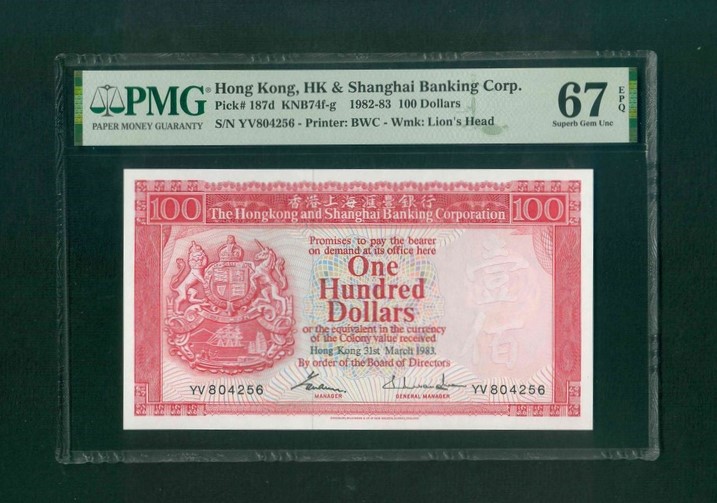 PMG
PAPER MONEY GUARANTY
Hong Kong, HK & Shanghai Banking Corp.
Pick# 187d KNB74f-g 1982-83 100 Dollars
S/N YV804256 - Printer: BWC - Wmk: Lion's Head
67
EPQ
Superb Gem Unc
香港上海滙豐銀行
100 The Hongkong and Shanghai Banking Corporation 100
Promises to pay the bearer
on demand at its office here
One
Hundred
Dollars
or the equivalent in the currency
of the Colony value received
Hong Kong 31st March 1983.
By order of the Board of Directors
壹佰
YV804256
MANAGER
GENERAL MANAGER
YV804256